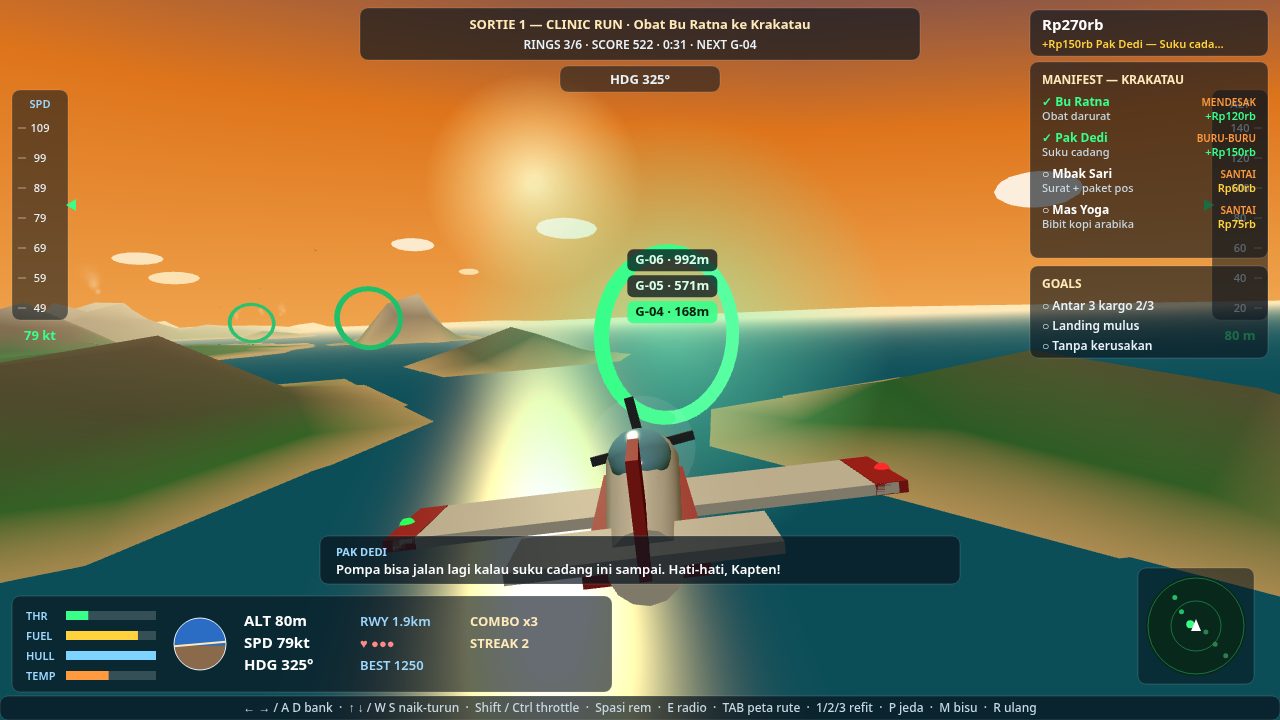 SORTIE 1 — CLINIC RUN · Obat Bu Ratna ke Krakatau
RINGS 3/6 · SCORE 522 · 0:31 · NEXT G-04
HDG 325°
Rp270rb
+Rp150rb Pak Dedi — Suku cada...
MANIFEST — KRAKATAU
✓ Bu Ratna MENDESAK
Obat darurat +Rp120rb
✓ Pak Dedi BURU-BURU
Suku cadang +Rp150rb
○ Mbak Sari SANTAI
Surat + paket pos Rp60rb
○ Mas Yoga SANTAI
Bibit kopi arabika Rp75rb
GOALS
○ Antar 3 kargo 2/3
○ Landing mulus
○ Tanpa kerusakan
140
120
80
60
40
20
80 m
SPD
109
99
89
79
69
59
49
79 kt
G-06 · 992m
G-05 · 571m
G-04 · 168m
PAK DEDI
Pompa bisa jalan lagi kalau suku cadang ini sampai. Hati-hati, Kapten!
THR
FUEL
HULL
TEMP
ALT 80m
SPD 79kt
HDG 325°
RWY 1.9km
♥ ●●●
BEST 1250
COMBO x3
STREAK 2
← → / A D bank · ↑ ↓ / W S naik-turun · Shift / Ctrl throttle · Spasi rem · E radio · TAB peta rute · 1/2/3 refit · P jeda · M bisu · R ulang